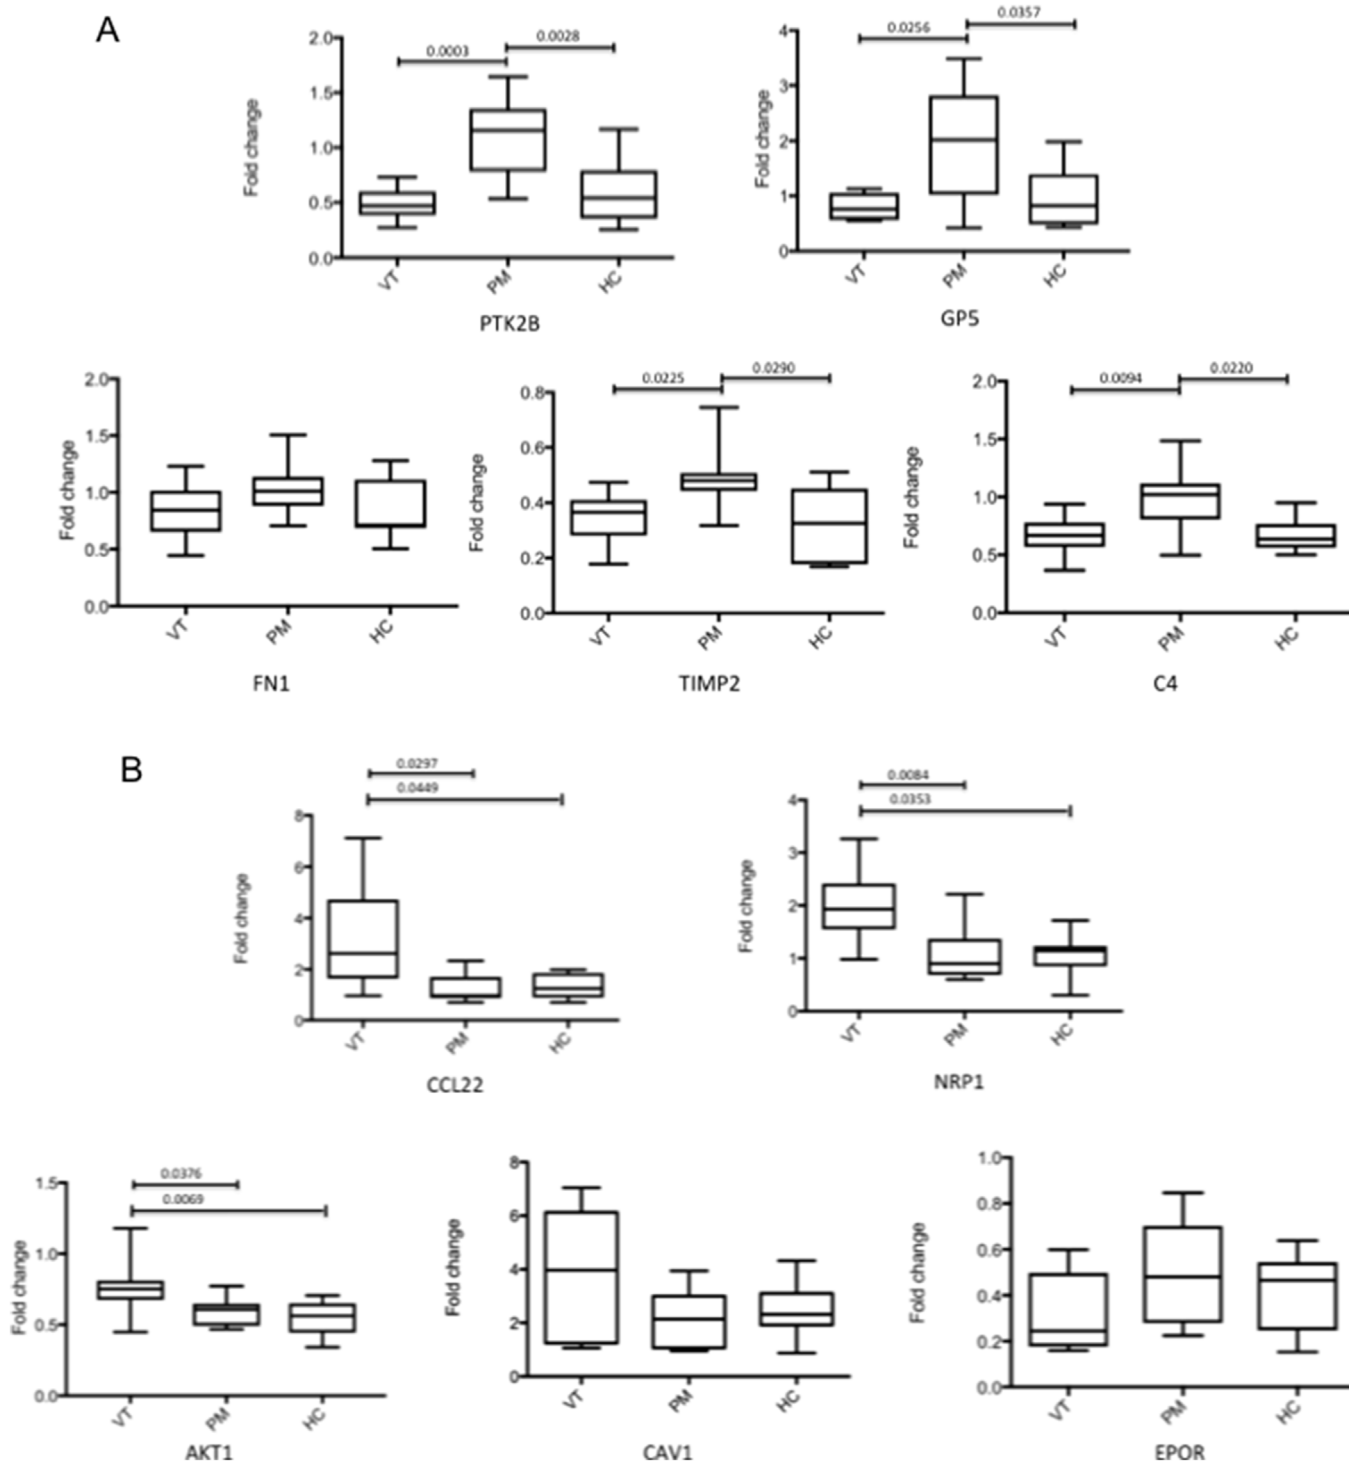 A
0.0003
0.0028
2.0
1.5
1.0
0.5
0.0
Fold change
VT
PM
HC
PTK2B
0.0256
0.0357
4
3
2
1
0
Fold change
VT
PM
HC
GP5
2.0
1.5
1.0
0.5
0.0
Fold change
VT
PM
HC
FN1
0.0225
0.0290
0.8
0.6
0.4
0.2
0.0
Fold change
VT
PM
HC
TIMP2
0.0094
0.0220
2.0
1.5
1.0
0.5
0.0
Fold change
VT
PM
HC
C4
B
0.0297
0.0449
8
6
4
2
0
Fold change
VT
PM
HC
CCL22
0.0084
0.0353
4
3
2
1
0
Fold change
VT
PM
HC
NRP1
0.0376
0.0069
1.5
1.0
0.5
0.0
Fold change
VT
PM
HC
AKT1
8
6
4
2
0
Fold change
VT
PM
HC
CAV1
1.0
0.8
0.6
0.4
0.2
0.0
Fold change
VT
PM
HC
EPOR